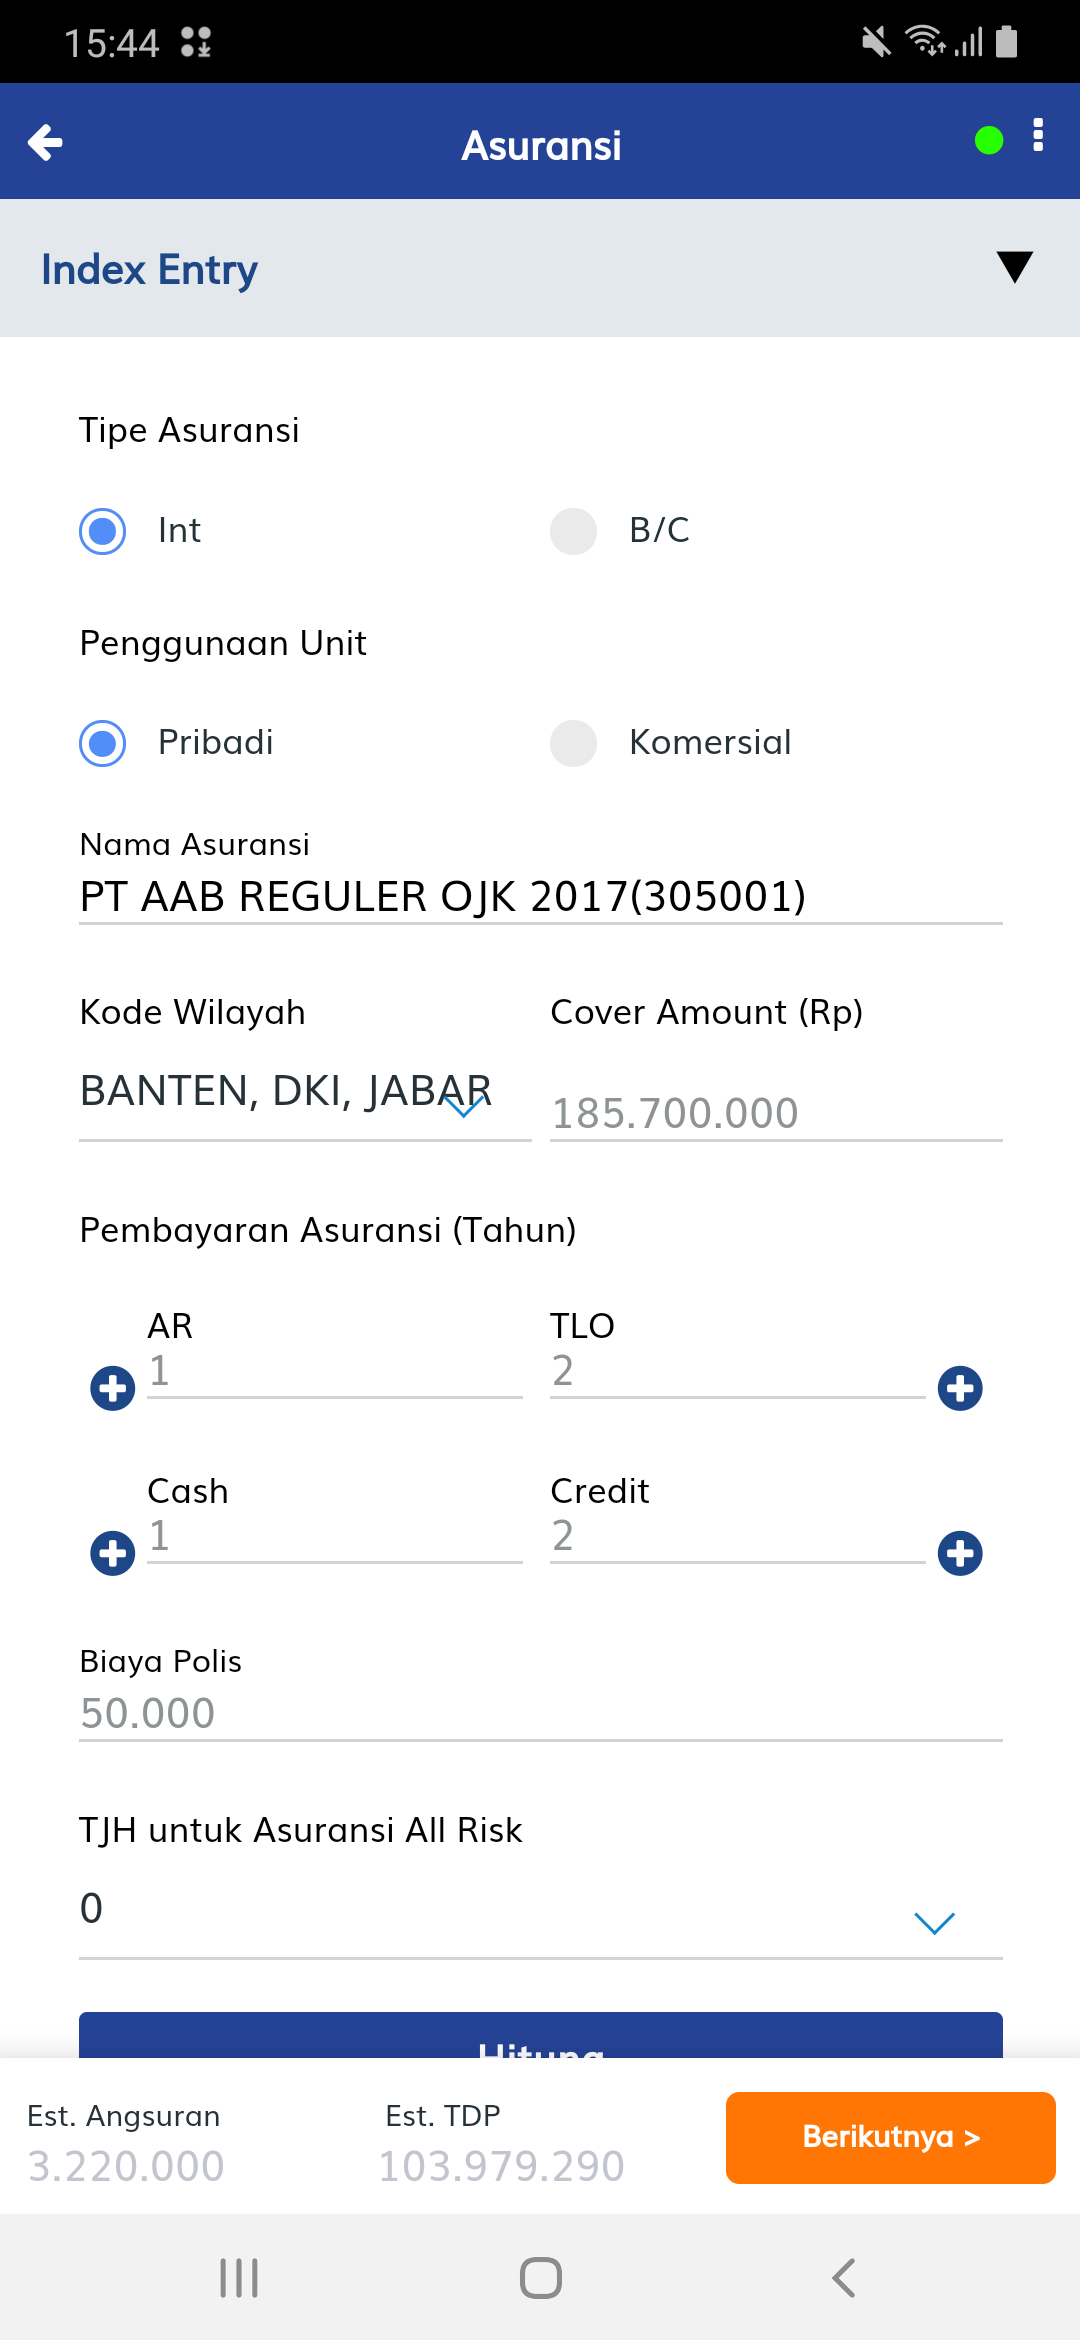 15:44
Asuransi
Index Entry
Tipe Asuransi
Int
B/C
Penggunaan Unit
Pribadi
Komersial
Nama Asuransi
PT AAB REGULER OJK 2017(305001)
Kode Wilayah
Cover Amount (Rp)
BANTEN, DKI, JABAR
185.700.000
Pembayaran Asuransi (Tahun)
AR
TLO
1
2
Cash
Credit
1
2
Biaya Polis
50.000
TJH untuk Asuransi All Risk
0
Hitung
Est. Angsuran
Est. TDP
3.220.000
103.979.290
Berikutnya >